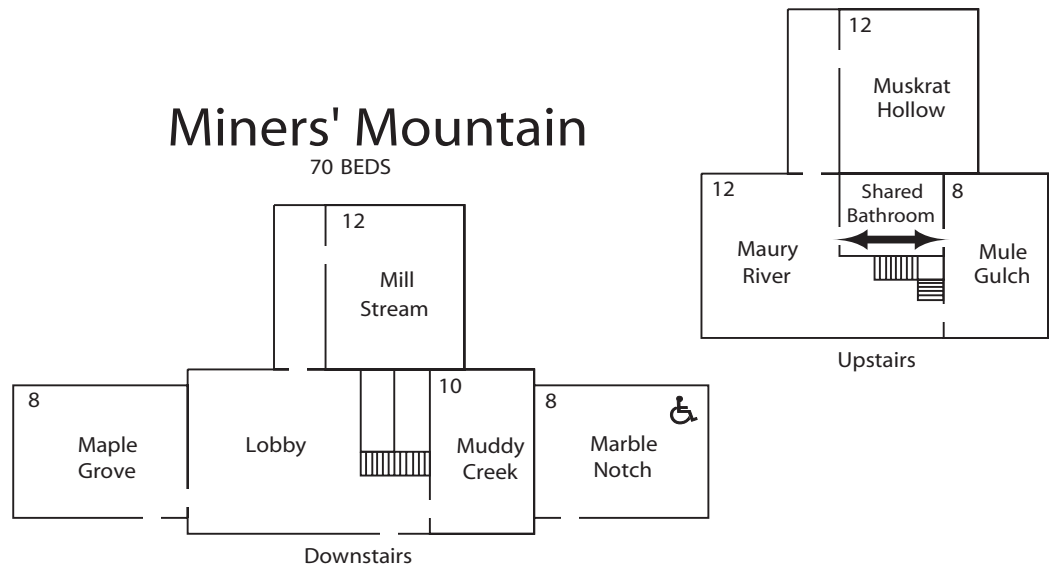 Miners' Mountain
70 BEDS
12
Muskrat
Hollow
12
Maury
River
Shared
Bathroom
8
Mule
Gulch
Upstairs
12
Mill
Stream
8
Maple
Grove
Lobby
10
Muddy
Creek
8
Marble
Notch
Downstairs